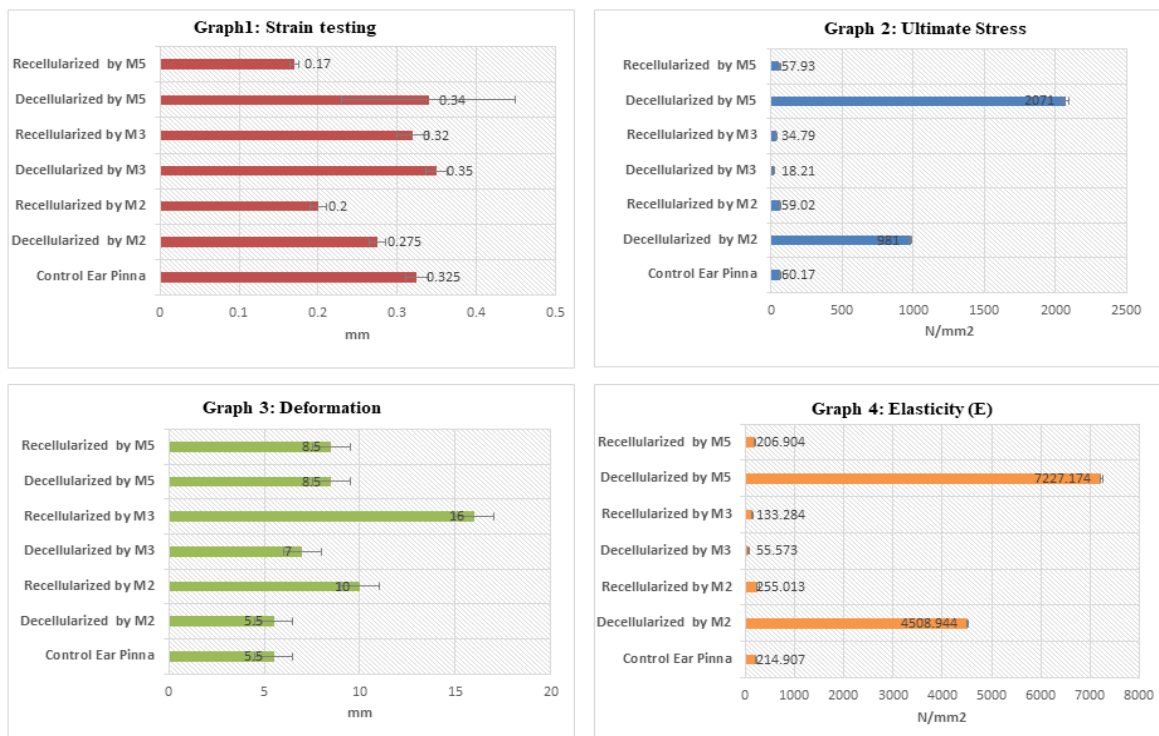 Graph1: Strain testing
Recellularized by M5
0.17
Decellularized by M5
0.34
Recellularized by M3
0.32
Decellularized by M3
0.35
Recellularized by M2
0.2
Decellularized by M2
0.275
Control Ear Pinna
0.325
0 0.1 0.2 0.3 0.4 0.5
mm
Graph 2: Ultimate Stress
Recellularized by M5
57.93
Decellularized by M5
2071
Recellularized by M3
34.79
Decellularized by M3
18.21
Recellularized by M2
59.02
Decellularized by M2
981
Control Ear Pinna
60.17
0 500 1000 1500 2000 2500
N/mm2
Graph 3: Deformation
Recellularized by M5
8.5
Decellularized by M5
8.5
Recellularized by M3
16
Decellularized by M3
7
Recellularized by M2
10
Decellularized by M2
5.5
Control Ear Pinna
5.5
0 5 10 15 20
mm
Graph 4: Elasticity (E)
Recellularized by M5
206.904
Decellularized by M5
7227.174
Recellularized by M3
133.284
Decellularized by M3
55.573
Recellularized by M2
255.013
Decellularized by M2
4508.944
Control Ear Pinna
214.907
0 1000 2000 3000 4000 5000 6000 7000 8000
N/mm2